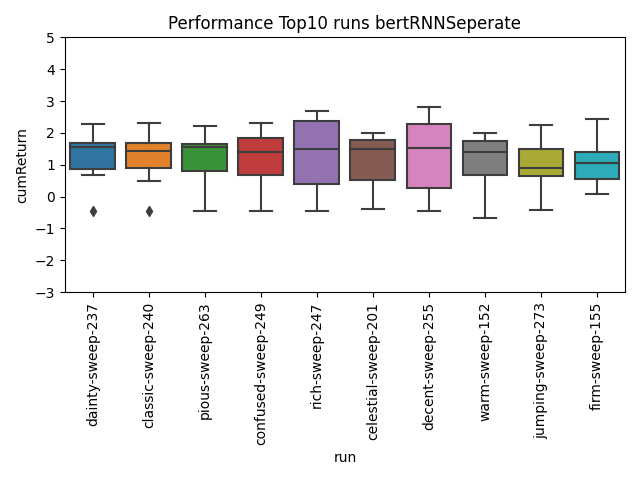 Performance Top10 runs bertRNNSeperate
cumReturn
5
4
3
2
1
0
−1
−2
−3
dainty-sweep-237
classic-sweep-240
pious-sweep-263
confused-sweep-249
rich-sweep-247
celestial-sweep-201
decent-sweep-255
warm-sweep-152
jumping-sweep-273
firm-sweep-155
run